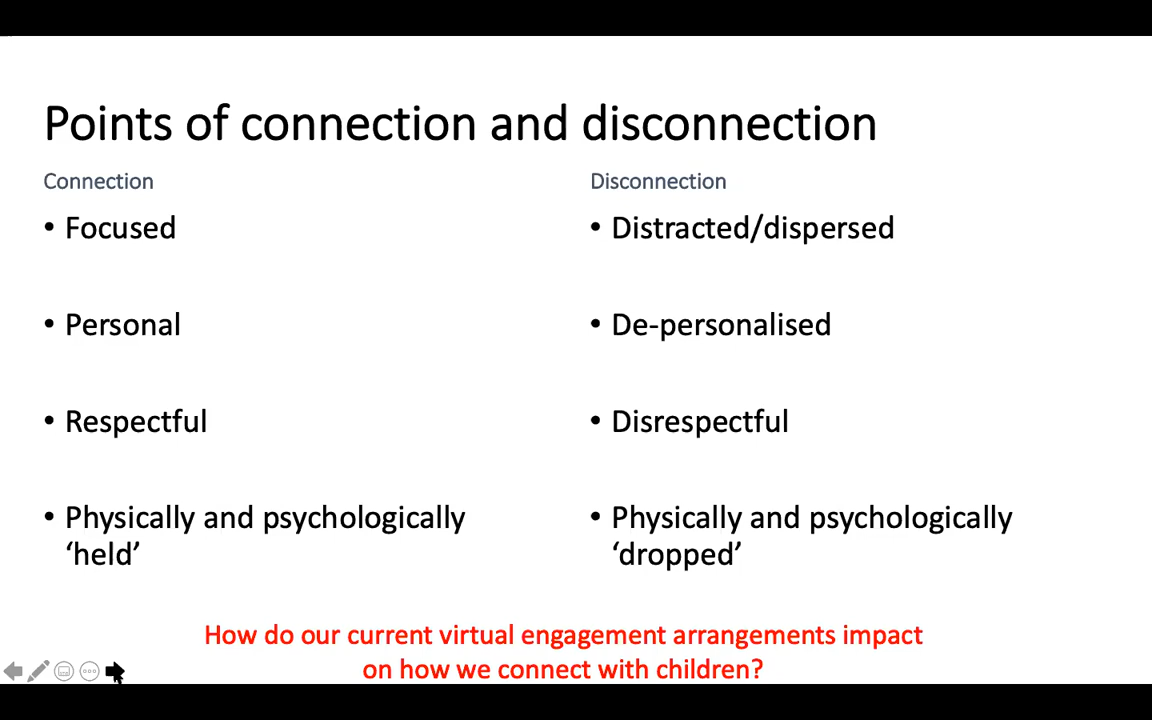 Points of connection and disconnection
Connection
• Focused
• Personal
• Respectful
• Physically and psychologically
‘held’
Disconnection
• Distracted/dispersed
• De-personalised
• Disrespectful
• Physically and psychologically
‘dropped’
How do our current virtual engagement arrangements impact
on how we connect with children?